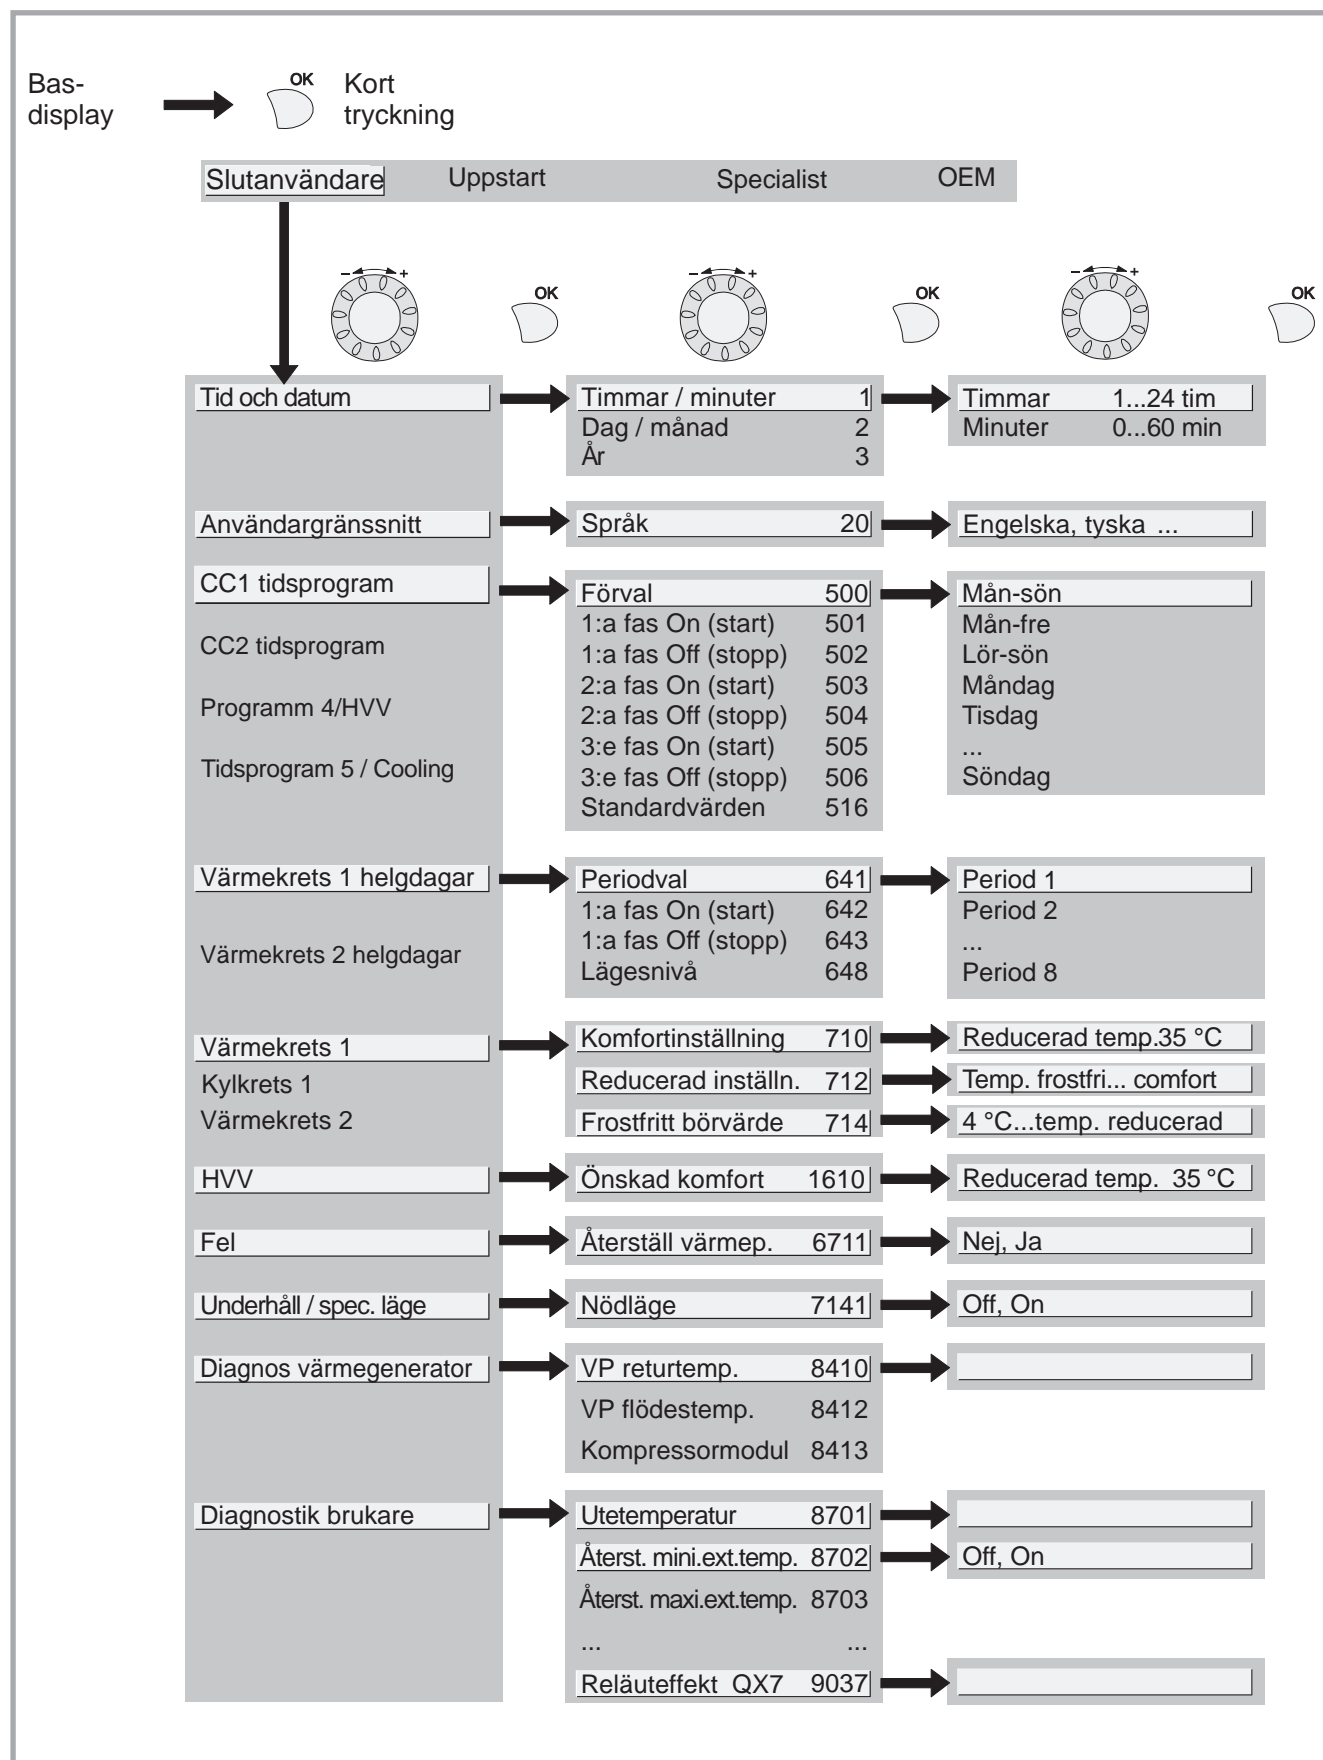 Bas-
display
OK
Kort
tryckning
Slutanvändare Uppstart Specialist OEM
- + OK - + OK - + OK
Tid och datum Timmar / minuter 1 Timmar 1...24 tim
Dag / månad 2 Minuter 0...60 min
År 3
Användargränssnitt Språk 20 Engelska, tyska ...
CC1 tidsprogram Förval 500 Mån-sön
1:a fas On (start) 501 Mån-fre
CC2 tidsprogram 1:a fas Off (stopp) 502 Lör-sön
2:a fas On (start) 503 Måndag
Programm 4/HVV 2:a fas Off (stopp) 504 Tisdag
3:e fas On (start) 505 ...
Tidsprogram 5 / Cooling 3:e fas Off (stopp) 506 Söndag
Standardvärden 516
Värmekrets 1 helgdagar Periodval 641 Period 1
1:a fas On (start) 642 Period 2
1:a fas Off (stopp) 643 ...
Värmekrets 2 helgdagar Lägesnivå 648 Period 8
Värmekrets 1 Komfortinställning 710 Reducerad temp.35 °C
Kylkrets 1 Reducerad inställn. 712 Temp. frostfri... comfort
Värmekrets 2 Frostfritt börvärde 714 4 °C...temp. reducerad
HVV Önskad komfort 1610 Reducerad temp. 35 °C
Fel Återställ värmep. 6711 Nej, Ja
Underhåll / spec. läge Nödläge 7141 Off, On
Diagnos värmegenerator VP returtemp. 8410
VP flödestemp. 8412
Kompressormodul 8413
Diagnostik brukare Utetemperatur 8701
Återst. mini.ext.temp. 8702 Off, On
Återst. maxi.ext.temp. 8703
... ...
Reläuteffekt QX7 9037